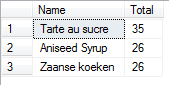 Name Total
1 Tarte au sucre 35
2 Aniseed Syrup 26
3 Zaanse koeken 26